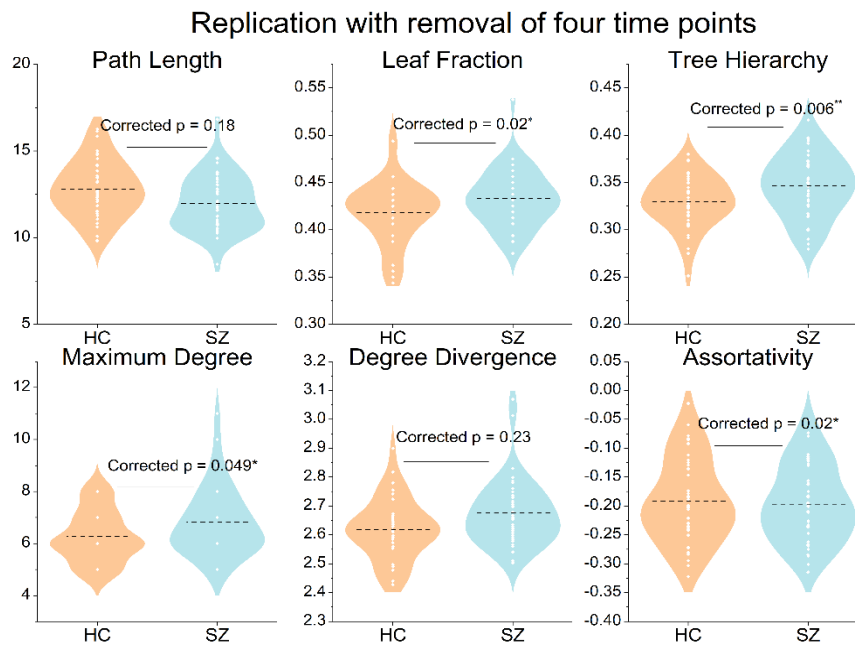 Replication with removal of four time points
Path Length
20
15
10
5
Corrected p = 0.18
HC SZ
Leaf Fraction
0.55
0.50
0.45
0.40
0.35
0.30
Corrected p = 0.02*
HC SZ
Tree Hierarchy
0.45
0.40
0.35
0.30
0.25
0.20
Corrected p = 0.006**
HC SZ
Maximum Degree
12
10
8
6
4
Corrected p = 0.049*
HC SZ
Degree Divergence
3.2
3.1
3.0
2.9
2.8
2.7
2.6
2.5
2.4
2.3
Corrected p = 0.23
HC SZ
Assortativity
0.05
0.00
-0.05
-0.10
-0.15
-0.20
-0.25
-0.30
-0.35
-0.40
Corrected p = 0.02*
HC SZ